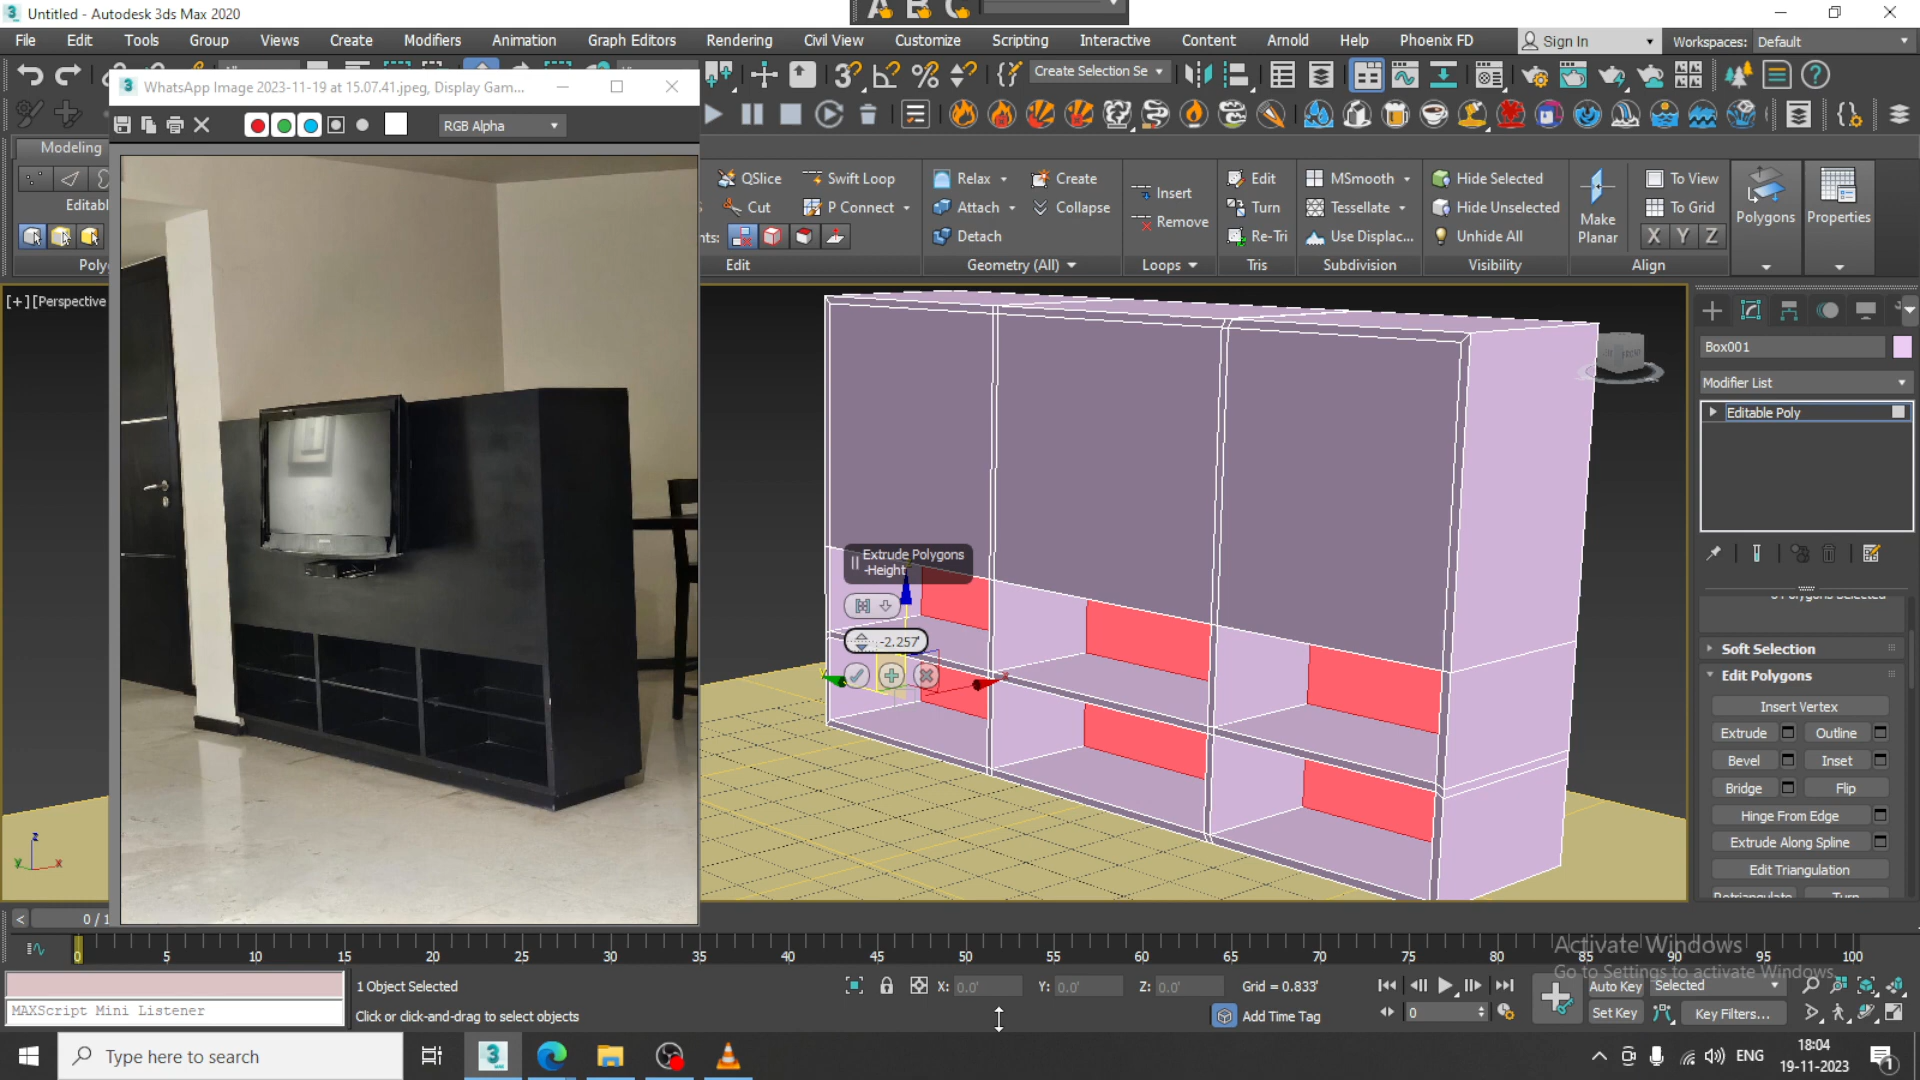 Untitled - Autodesk 3ds Max 2020
File Edit Tools Group Views Create Modifiers Animation Graph Editors Rendering Civil View Customize Scripting Interactive Content Arnold Help Phoenix FD Sign In Workspaces: Default
Create Selection Se
WhatsApp Image 2023-11-19 at 15.07.41.jpeg, Display Gam...
RGB Alpha
Modeling
QSlice Swift Loop Relax Create Insert Edit MSmooth Hide Selected To View
Cut P Connect Attach Collapse Remove Turn Tessellate Hide Unselected To Grid
Detach Re-Tri Use Displac... Unhide All X Y Z
Make Planar
Polygons Properties
Edit Geometry (All) Loops Tris Subdivision Visibility Align
[+][Perspective
Box001
Modifier List
Editable Poly
Extrude Polygons
-Height
-2.257'
Soft Selection
Edit Polygons
Insert Vertex
Extrude Outline
Bevel Inset
Bridge Flip
Hinge From Edge
Extrude Along Spline
Edit Triangulation
Retriangulate Turn
z
y x
< 0/1
0 5 10 15 20 25 30 35 40 45 50 55 60 65 70 75 80 85 90 95 100
Activate Windows
Go to Settings to activate Windows.
1 Object Selected
X: 0.0' Y: 0.0' Z: 0.0' Grid = 0.833'
Auto Key Selected
MAXScript Mini Listener
Click or click-and-drag to select objects
Add Time Tag
0
Set Key Key Filters...
Type here to search
ENG
18:04
19-11-2023
1